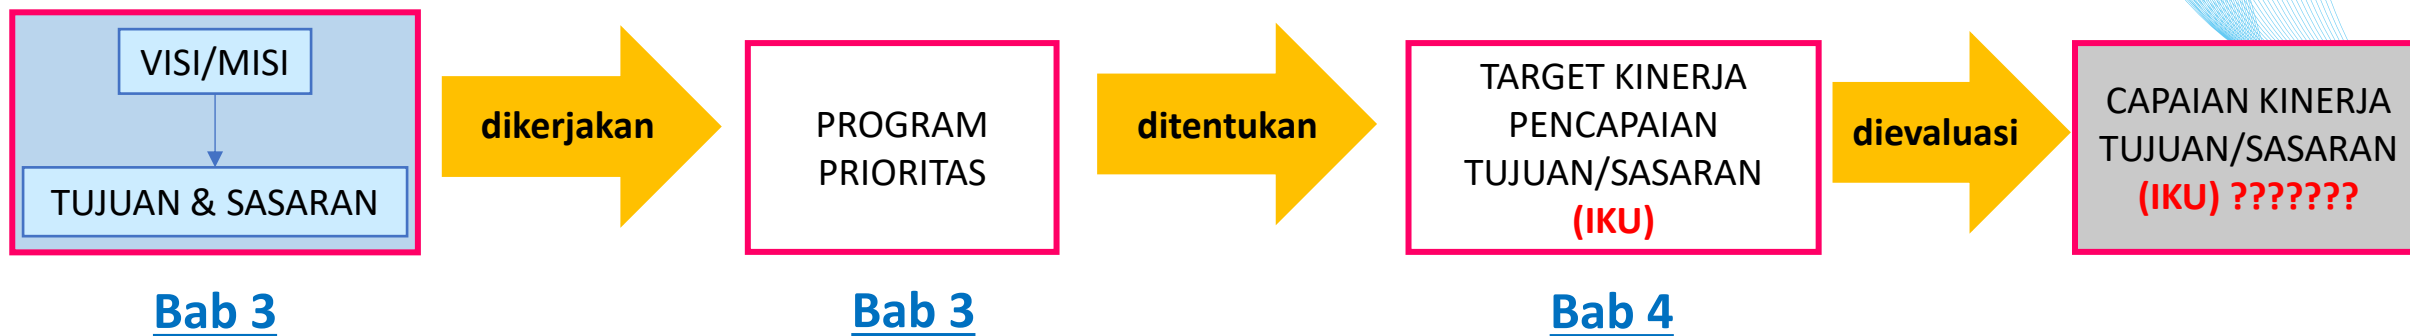 VISI/MISI
TUJUAN & SASARAN
Bab 3
dikerjakan
PROGRAM
PRIORITAS
Bab 3
ditentukan
TARGET KINERJA
PENCAPAIAN
TUJUAN/SASARAN
(IKU)
Bab 4
dievaluasi
CAPAIAN KINERJA
TUJUAN/SASARAN
(IKU) ???????